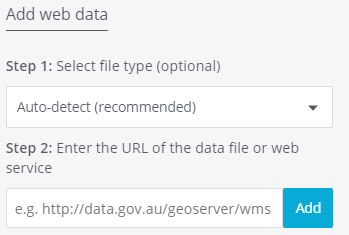 Add web data
Step 1: Select file type (optional)
Auto-detect (recommended)
Step 2: Enter the URL of the data file or web
service
e.g. http://data.gov.au/geoserver/wms
Add